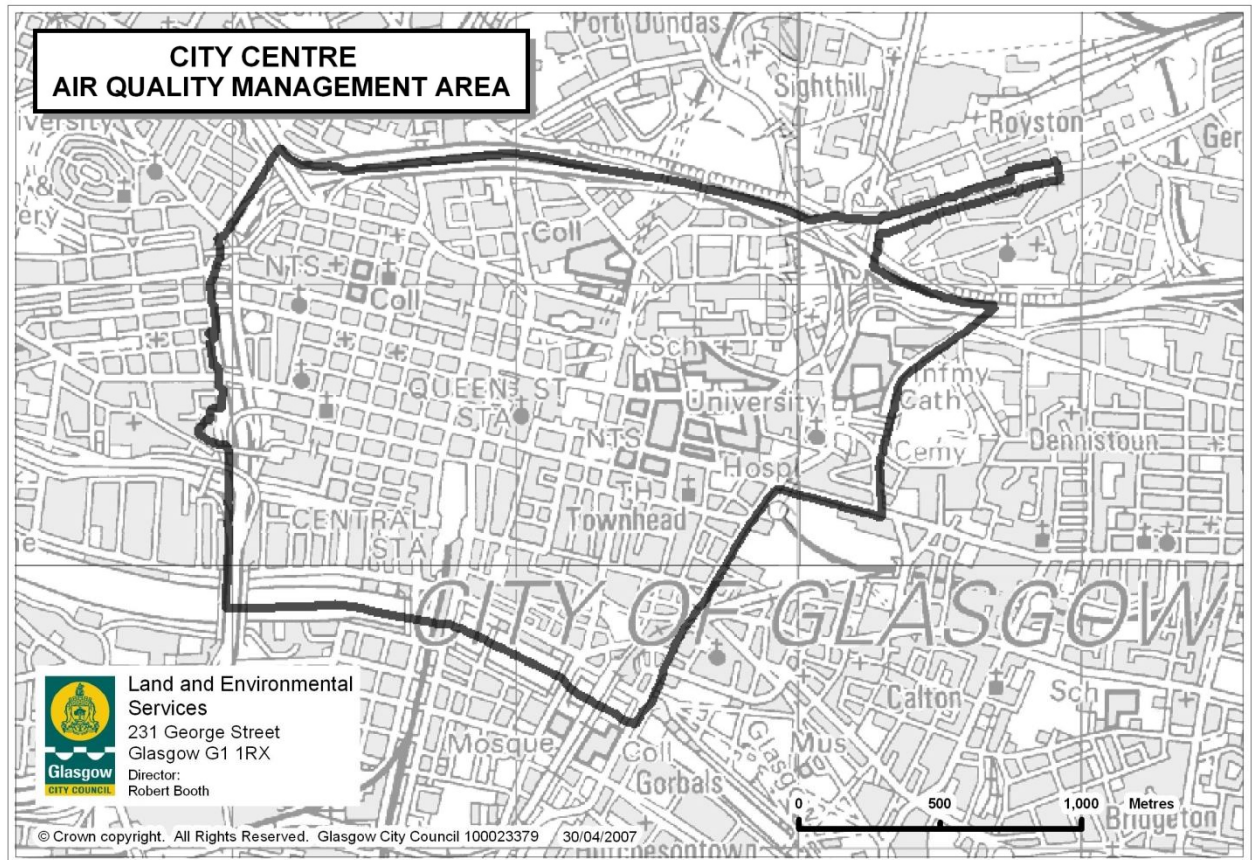 CITY CENTRE
AIR QUALITY MANAGEMENT AREA
Port Dundas
Sighthill
Royston
Coll
NTS
Coll
Sch
Infmy
QUEEN ST
STA
University
Cath
NTS
Cemy
Dennistoun
Hospl
TH
CENTRAL
STA
Townhead
CITY OF GLASGOW
Calton
Sch
Mosque
Coll
Mus
Gorbals
Bridgeton
Hutchesontown
Land and Environmental
Services
231 George Street
Glasgow G1 1RX
Director:
Robert Booth
Glasgow
CITY COUNCIL
0 500 1,000 Metres
© Crown copyright. All Rights Reserved. Glasgow City Council 100023379 30/04/2007